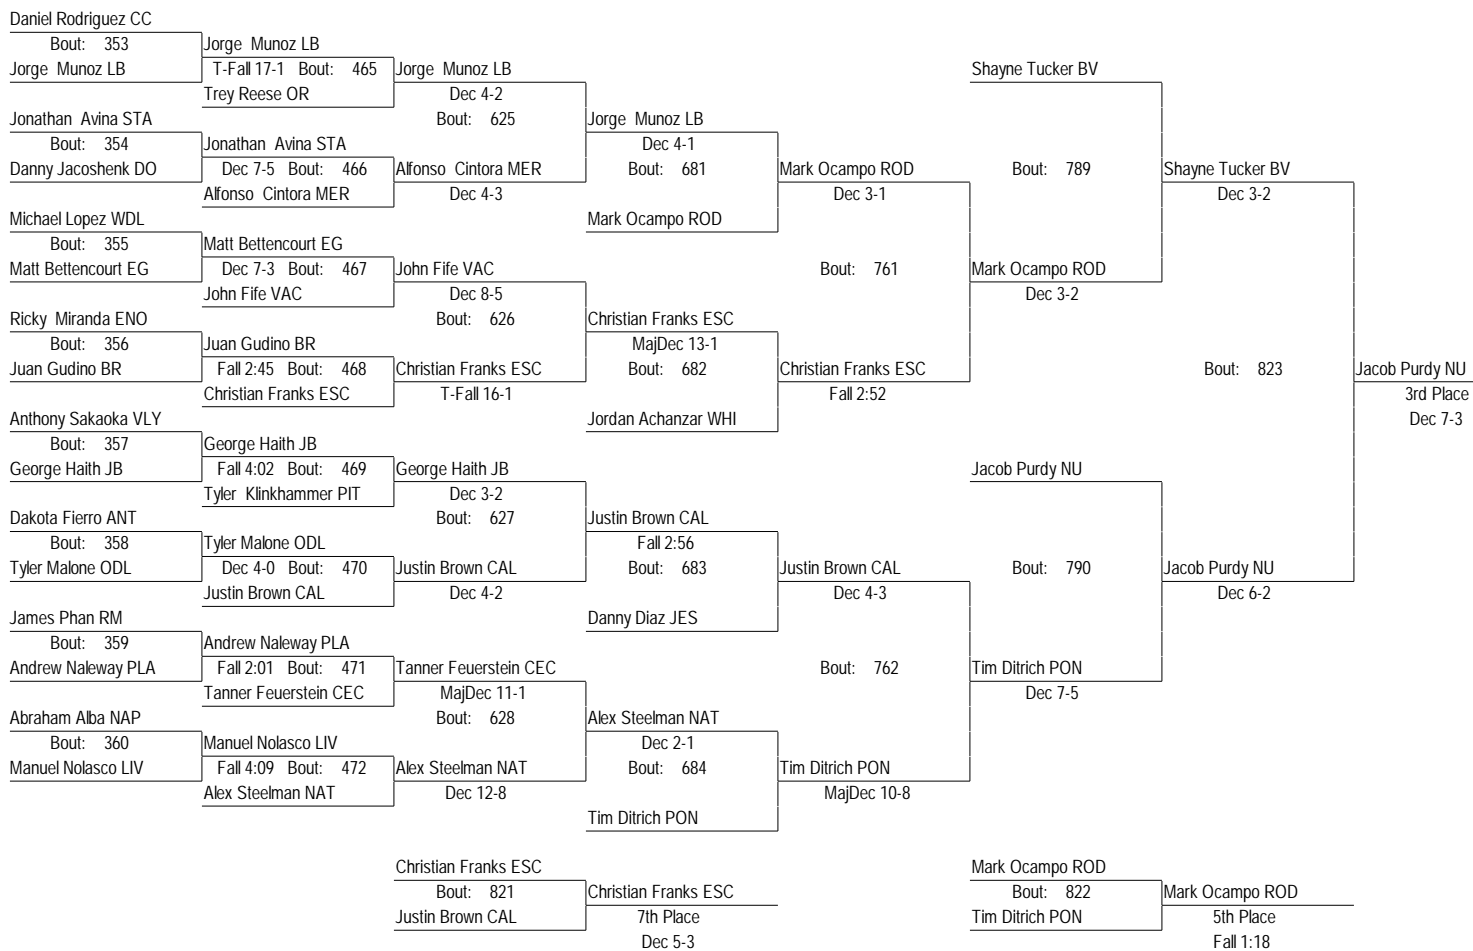 Daniel Rodriguez CC
Bout: 353 Jorge Munoz LB
Jorge Munoz LB T-Fall 17-1 Bout: 465 Jorge Munoz LB Shayne Tucker BV
Trey Reese OR Dec 4-2
Jonathan Avina STA Bout: 625 Jorge Munoz LB
Bout: 354 Jonathan Avina STA Dec 4-1
Danny Jacoshenk DO Dec 7-5 Bout: 466 Alfonso Cintora MER Bout: 681 Mark Ocampo ROD Bout: 789 Shayne Tucker BV
Alfonso Cintora MER Dec 4-3 Dec 3-1 Dec 3-2
Michael Lopez WDL Mark Ocampo ROD
Bout: 355 Matt Bettencourt EG
Matt Bettencourt EG Dec 7-3 Bout: 467 John Fife VAC Bout: 761 Mark Ocampo ROD
John Fife VAC Dec 8-5 Dec 3-2
Ricky Miranda ENO Bout: 626 Christian Franks ESC
Bout: 356 Juan Gudino BR MajDec 13-1
Juan Gudino BR Fall 2:45 Bout: 468 Christian Franks ESC Bout: 682 Christian Franks ESC Bout: 823 Jacob Purdy NU
Christian Franks ESC T-Fall 16-1 Fall 2:52 3rd Place
Anthony Sakaoka VLY Jordan Achanzar WHI Dec 7-3
Bout: 357 George Haith JB
George Haith JB Fall 4:02 Bout: 469 George Haith JB Jacob Purdy NU
Tyler Klinkhammer PIT Dec 3-2
Dakota Fierro ANT Bout: 627 Justin Brown CAL
Bout: 358 Tyler Malone ODL Fall 2:56
Tyler Malone ODL Dec 4-0 Bout: 470 Justin Brown CAL Bout: 683 Justin Brown CAL Bout: 790 Jacob Purdy NU
Justin Brown CAL Dec 4-2 Dec 4-3 Dec 6-2
James Phan RM Danny Diaz JES
Bout: 359 Andrew Naleway PLA
Andrew Naleway PLA Fall 2:01 Bout: 471 Tanner Feuerstein CEC Bout: 762 Tim Ditrich PON
Tanner Feuerstein CEC MajDec 11-1 Dec 7-5
Abraham Alba NAP Bout: 628 Alex Steelman NAT
Bout: 360 Manuel Nolasco LIV Dec 2-1
Manuel Nolasco LIV Fall 4:09 Bout: 472 Alex Steelman NAT Bout: 684 Tim Ditrich PON
Alex Steelman NAT Dec 12-8 MajDec 10-8
Tim Ditrich PON
Christian Franks ESC Mark Ocampo ROD
Bout: 821 Christian Franks ESC Bout: 822 Mark Ocampo ROD
Justin Brown CAL 7th Place Tim Ditrich PON 5th Place
Dec 5-3 Fall 1:18